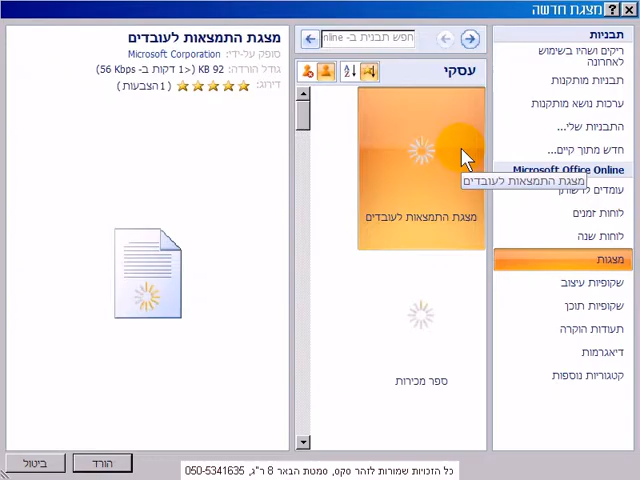 מצגת חדשה
תבניות
ריקים ושהיו בשימוש
לאחרונה
תבניות מותקנות
ערכות נושא מותקנות
התבניות שלי...
חדש מתוך קיים...
Microsoft Office Online
לוחות זמנים
לוחות שנה
מצגות
שקופיות עיצוב
שקופיות תוכן
תעודות הוקרה
דיאגרמות
קטגוריות נוספות
חפש תבנית ב- nline
עסקי
מצגת התמצאות לעובדים
מצגת התמצאות לעובדים
ספר מכירות
מצגת התמצאות לעובדים
סופק על-ידי: Microsoft Corporation
גודל הורדה: 92 KB (<1 דקות ב- 56 Kbps)
דירוג: (1 הצבעות)
הורד
ביטול
כל הזכויות שמורות לזהר סקס, סמטת הבאר 8 ר"ג, 050-5341635